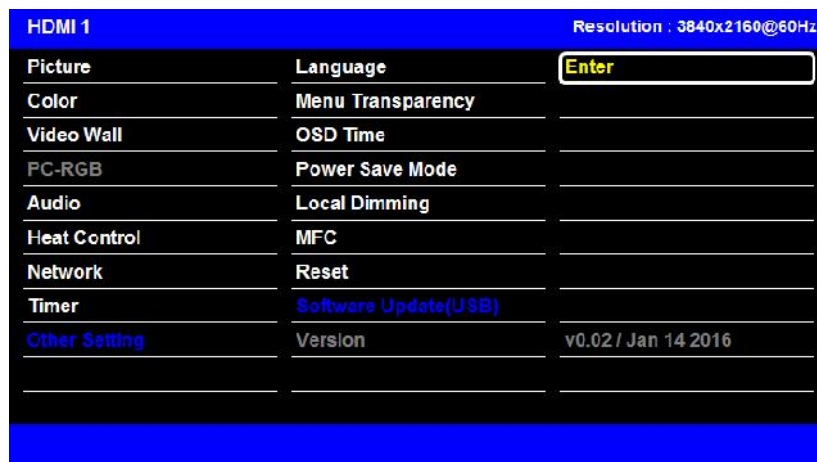 HDMI 1 Resolution : 3840x2160@60Hz
Picture Language Enter
Color Menu Transparency
Video Wall OSD Time
PC-RGB Power Save Mode
Audio Local Dimming
Heat Control MFC
Network Reset
Timer Software Update(USB)
Other Setting Version v0.02 / Jan 14 2016